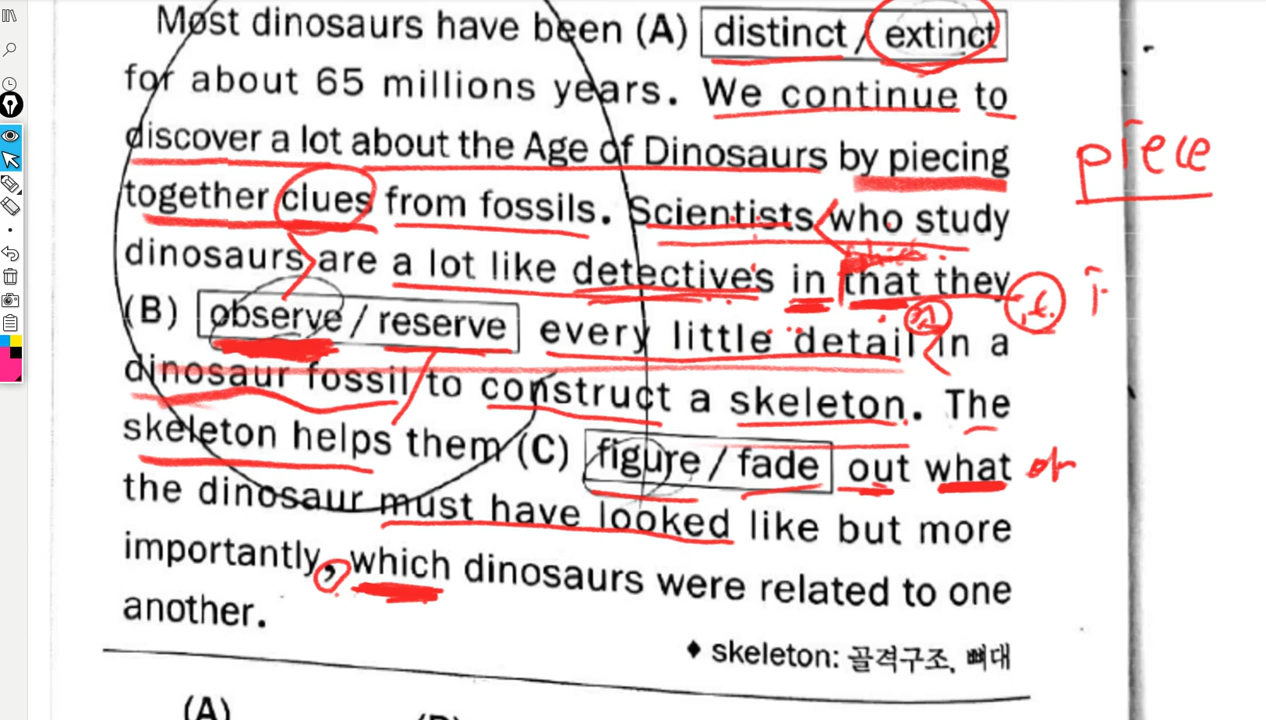 Most dinosaurs have been (A) distinct / extinct
for about 65 millions years. We continue to
discover a lot about the Age of Dinosaurs by piecing
piece
together clues from fossils. Scientists who study
dinosaurs are a lot like detectives in that they
(B) observe / reserve every little detail in a
dinosaur fossil to construct a skeleton. The
skeleton helps them (C) figure / fade out what
the dinosaur must have looked like but more
importantly, which dinosaurs were related to one
another.
♦ skeleton: 골격구조, 뼈대
(A)